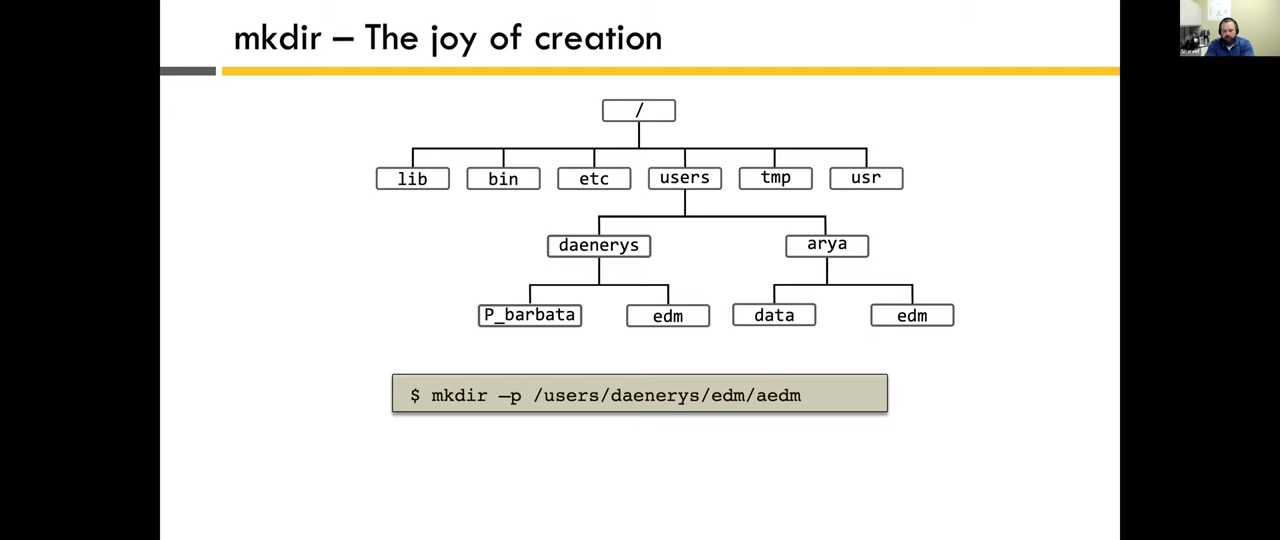 mkdir – The joy of creation
/
lib bin etc users tmp usr
daenerys arya
P_barbata edm data edm
$ mkdir –p /users/daenerys/edm/aedm